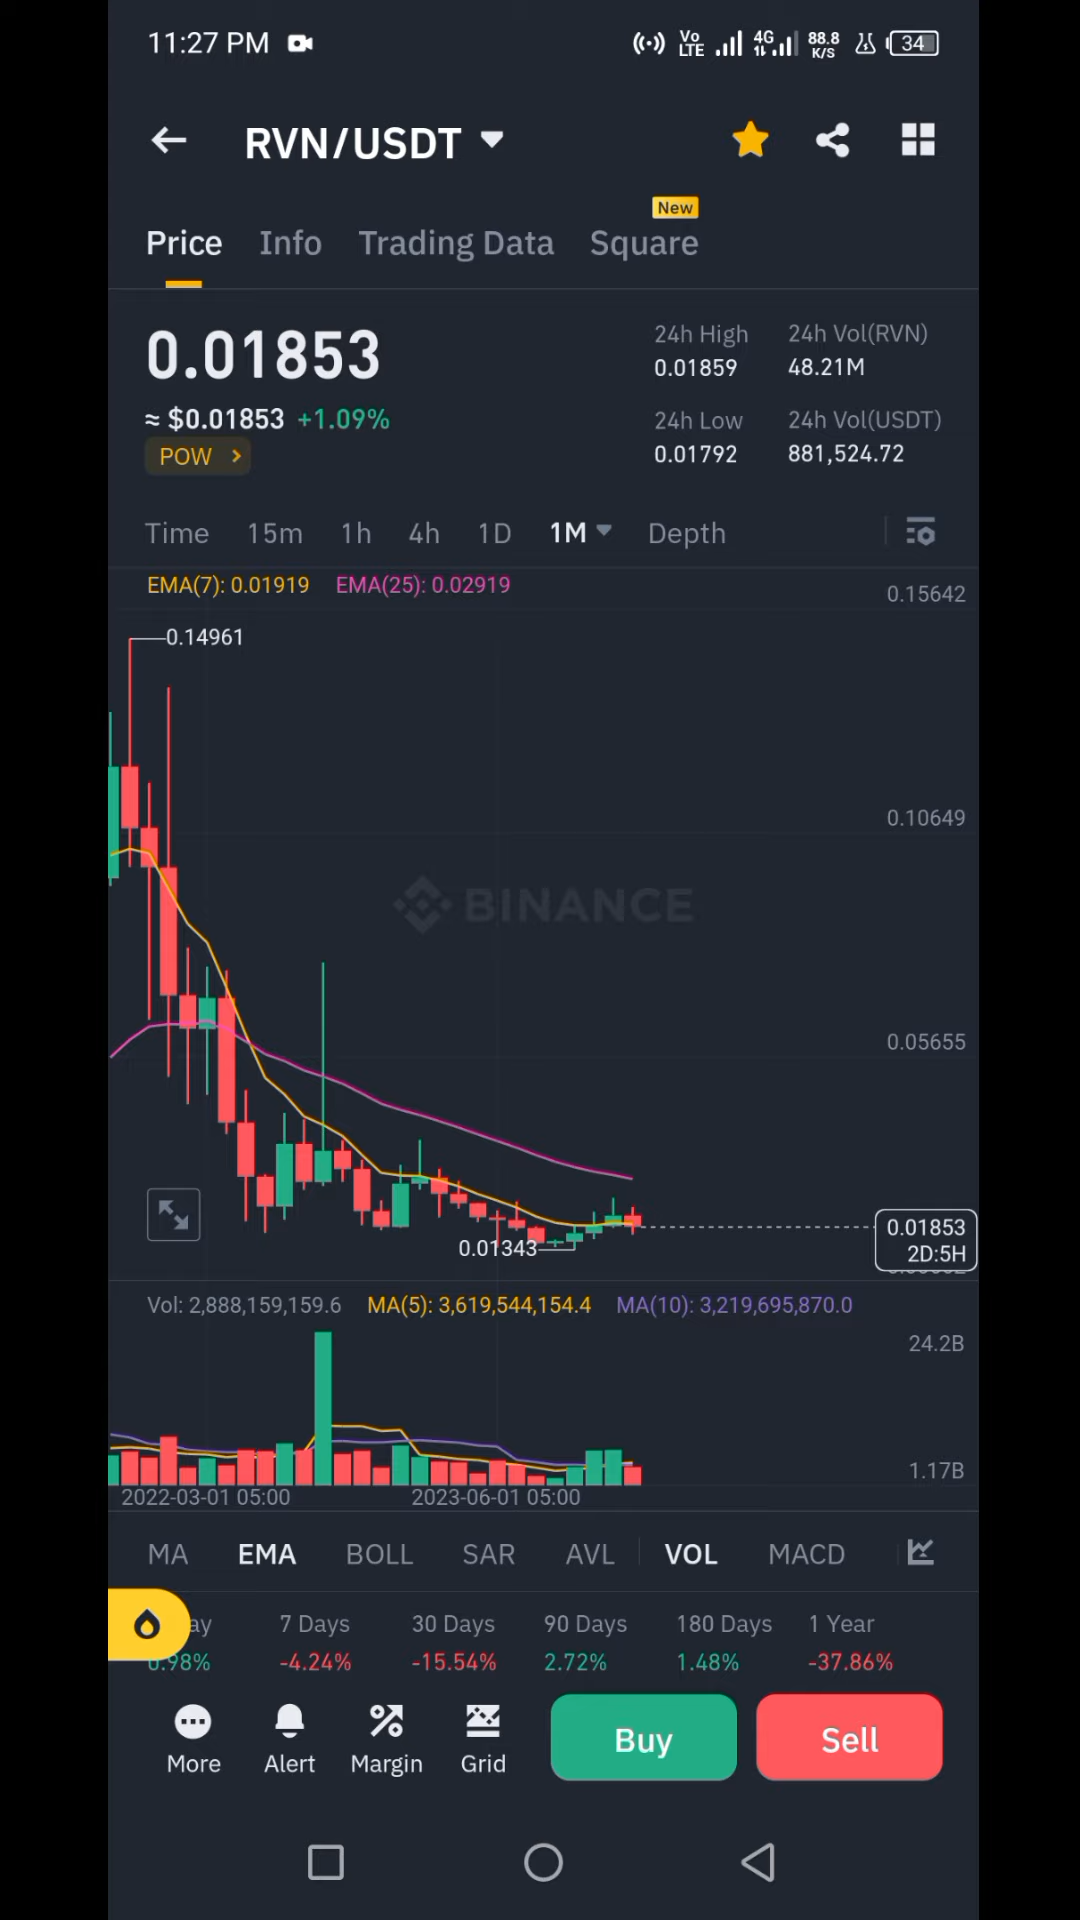 11:27 PM Vo LTE 4G 88.8 K/S 34
RVN/USDT
New
Price Info Trading Data Square
0.01853
24h High 24h Vol(RVN)
0.01859 48.21M
≈ $0.01853 +1.09%
24h Low 24h Vol(USDT)
0.01792 881,524.72
POW >
Time 15m 1h 4h 1D 1M Depth
EMA(7): 0.01919 EMA(25): 0.02919
0.15642
0.14961
0.10649
BINANCE
0.05655
0.01853
2D:5H
0.01343
Vol: 2,888,159,159.6 MA(5): 3,619,544,154.4 MA(10): 3,219,695,870.0
24.2B
1.17B
2022-03-01 05:00 2023-06-01 05:00
MA EMA BOLL SAR AVL VOL MACD
ay 7 Days 30 Days 90 Days 180 Days 1 Year
0.98% -4.24% -15.54% 2.72% 1.48% -37.86%
More Alert Margin Grid Buy Sell